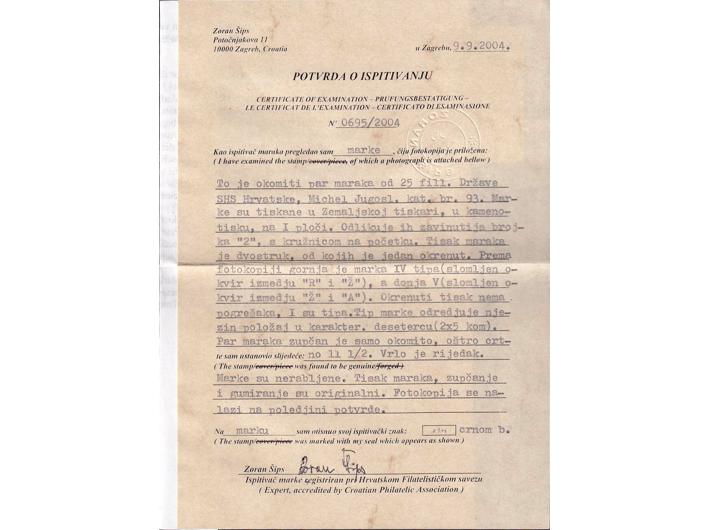 Zoran Šips
Potočnjakova 11
10000 Zagreb, Croatia
u Zagrebu, 9.9.2004.
POTVRDA O ISPITIVANJU
CERTIFICATE OF EXAMINATION – PRUFUNGSBESTATIGUNG –
LE CERTIFICAT DE L'EXAMINATION – CERTIFICATO DI ESAMINASIONE
N° 0695/2004
Kao ispitivač maraka pregledao sam marke , čiju fotokopiju je priložena:
( I have examined the stamp/cover/piece, of which a photograph is attached bellow )
To je okomiti par maraka od 25 fill. Države
SHS Hrvatske, Michel Jugosl. kat. br. 93. Mar-
ke su tiskane u Zemaljskoj tiskari, u kameno-
tisku, na I ploči. Odlikuje ih zavinutija broj-
ka "2", s kružnicom na početku. Tisak maraka
je dvostruk, od kojih je jedan okrenut. Prema
fotokopiji gornja je marka IV tipa(slomljen o-
kvir izmedju "R" i "Ž"), a donja V(slomljen o-
kvir izmedju "Ž" i "A"). Okrenuti tisak nema
pogrešaka, I su tipa.Tip marke odredjuje nje-
zin položaj u karakter. desetercu(2x5 kom).
Par maraka zupčan je samo okomito, oštro crt-
te sam ustanovio slijedeće: no 11 1/2. Vrlo je rijedak.
( The stamp/cover/piece was found to be genuine/forged )
Marke su nerabljene. Tisak maraka, zupčanje
i gumiranje su originalni. Fotokopija se na-
lazi na poledjini potvrde.
Na marku sam otisnuo svoj ispitivački znak: crnom b.
( The stamp/cover/piece was marked with my seal which appears as shown )
Zoran Šips Zoran Šips
Ispitivač marke registriran pri Hrvatskom Filatelističkom savezu
( Expert, accredited by Croatian Philatelic Association )